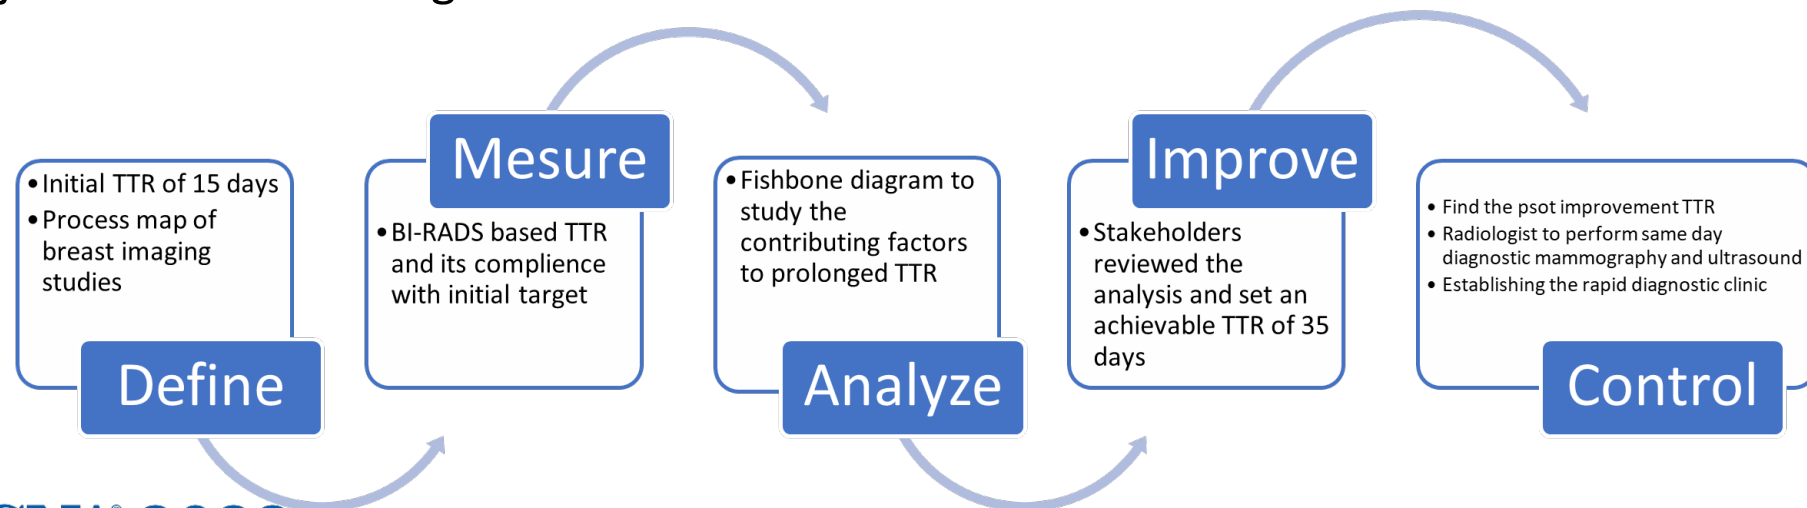 Define
• Initial TTR of 15 days
• Process map of
breast imaging
studies
Mesure
• BI-RADS based TTR
and its complience
with initial target
Analyze
• Fishbone diagram to
study the
contributing factors
to prolonged TTR
Improve
• Stakeholders
reviewed the
analysis and set an
achievable TTR of 35
days
Control
• Find the psot improvement TTR
• Radiologist to perform same day
diagnostic mammography and ultrasound
• Establishing the rapid diagnostic clinic